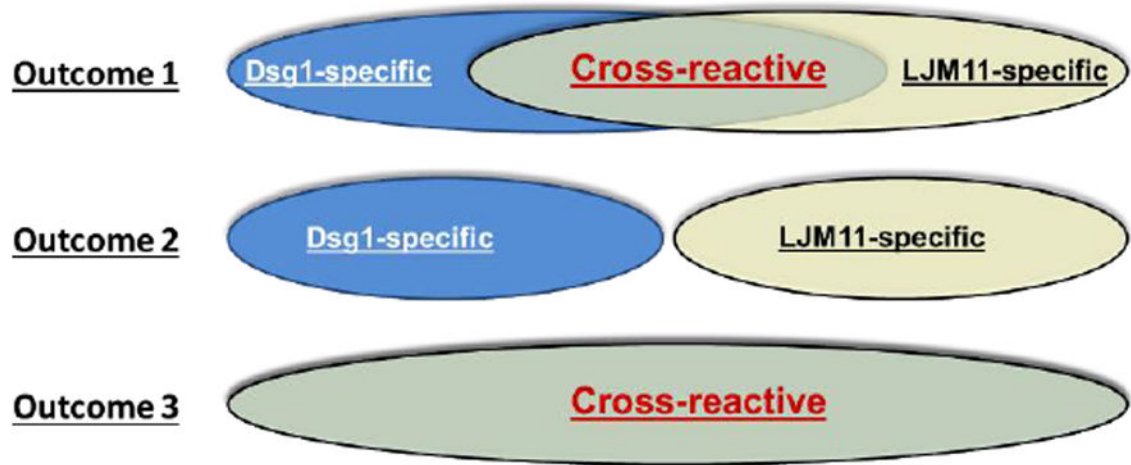 Outcome 1 Dsg1-specific Cross-reactive LJM11-specific
Outcome 2 Dsg1-specific LJM11-specific
Outcome 3 Cross-reactive